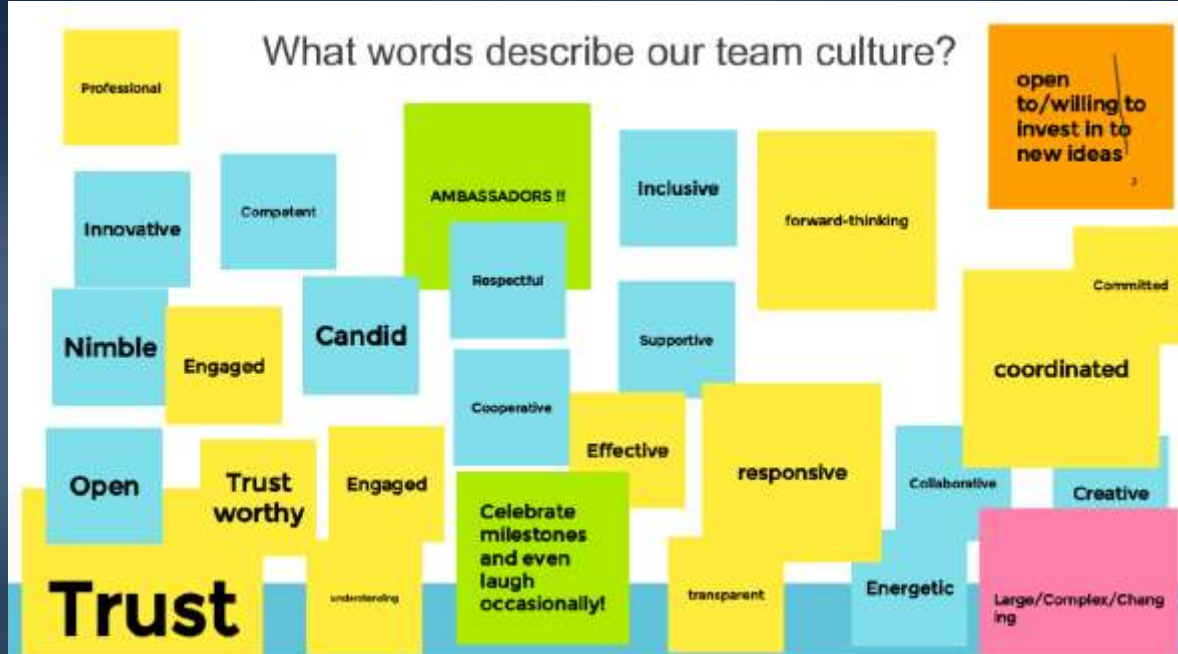 What words describe our team culture?
Professional
open
to/willing to
invest in to
new ideas
3
AMBASSADORS !!
Inclusive
forward-thinking
Competent
Innovative
Respectful
Committed
Nimble
Engaged
Candid
Supportive
coordinated
Cooperative
Effective
responsive
Open
Trust
worthy
Engaged
Collaborative
Creative
Celebrate
milestones
and even
laugh
occasionally!
Trust
understanding
transparent
Energetic
Large/Complex/Chang
ing